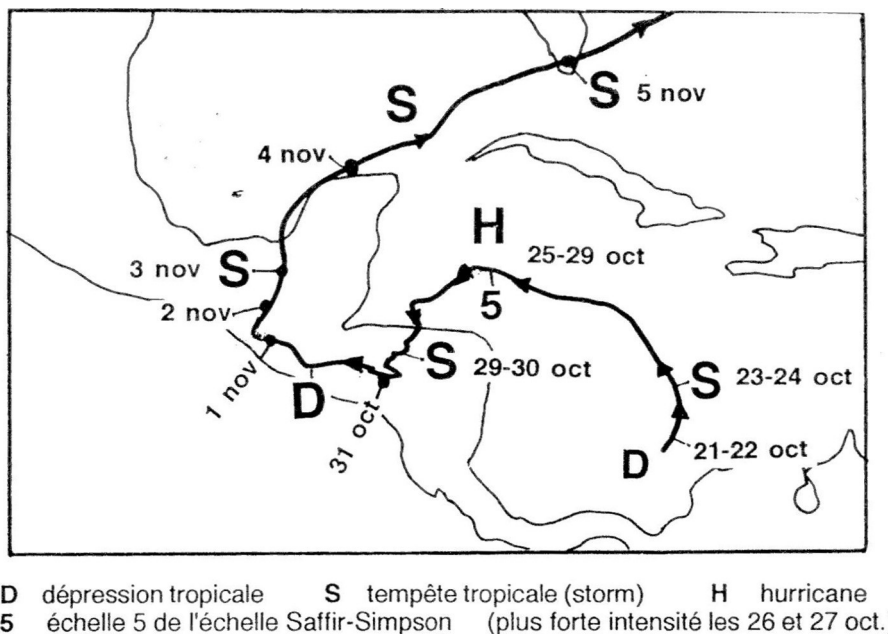 S 5 nov
S
4 nov
H
25-29 oct
3 nov S
5
2 nov
S 29-30 oct
S 23-24 oct
1 nov
D
31 oct
21-22 oct
D
D dépression tropicale S tempête tropicale (storm) H hurricane
5 échelle 5 de l'échelle Saffir-Simpson (plus forte intensité les 26 et 27 oct.